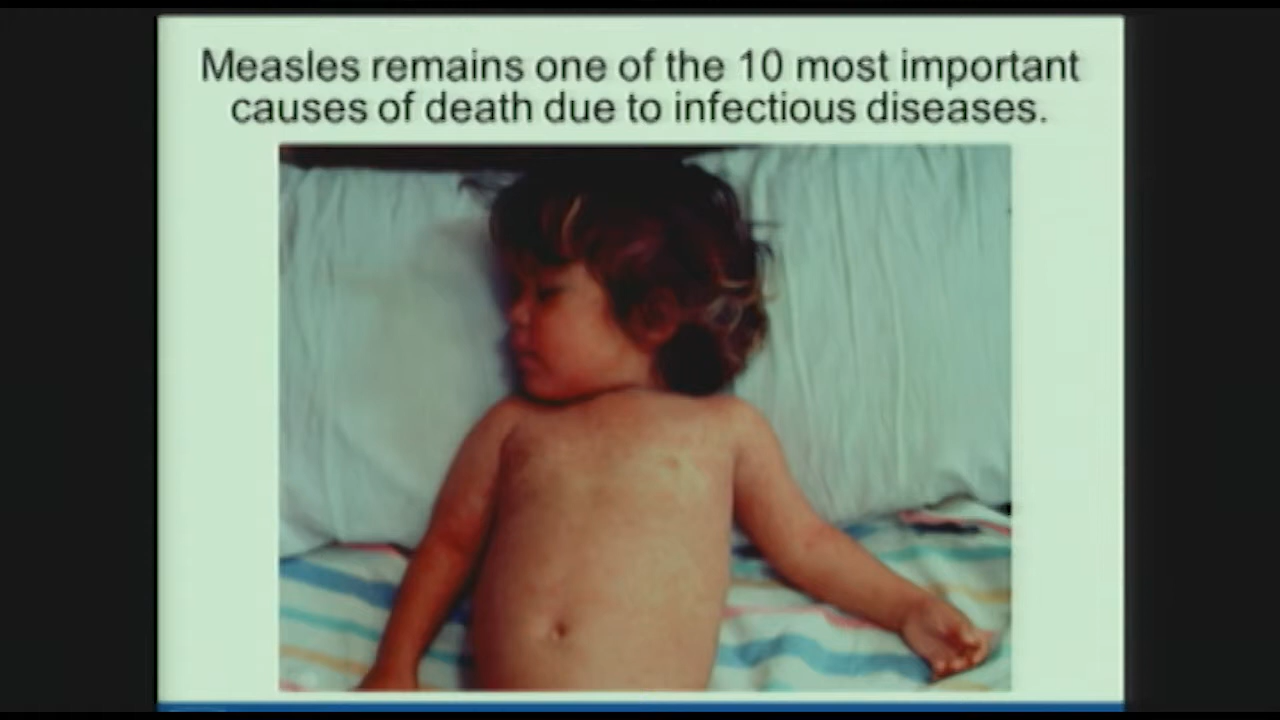 Measles remains one of the 10 most important
causes of death due to infectious diseases.